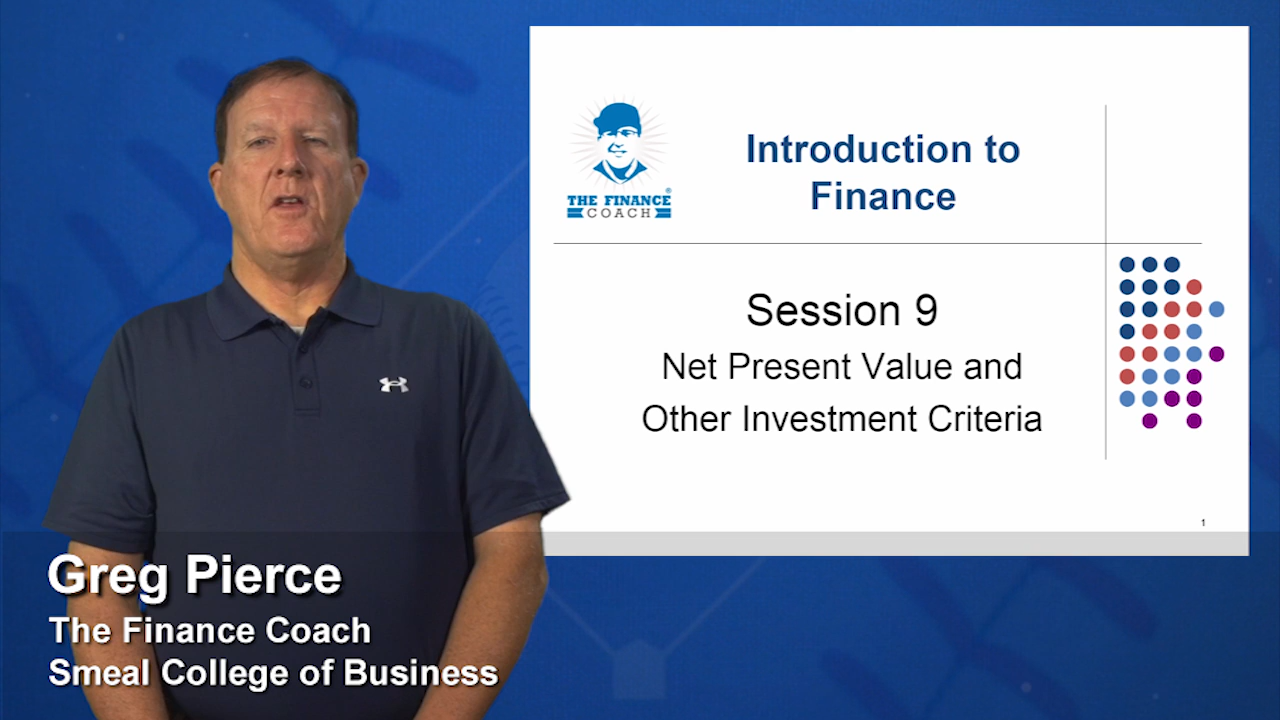 THE FINANCE
®
COACH
Introduction to
Finance
Session 9
Net Present Value and
Other Investment Criteria
1
Greg Pierce
The Finance Coach
Smeal College of Business